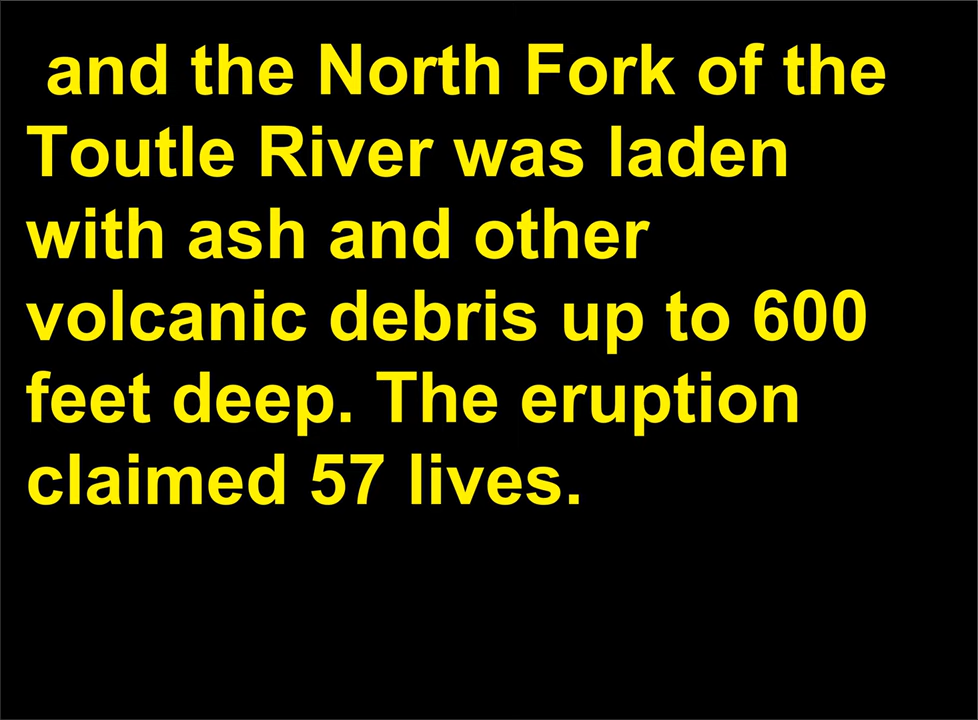 and the North Fork of the
Toutle River was laden
with ash and other
volcanic debris up to 600
feet deep. The eruption
claimed 57 lives.